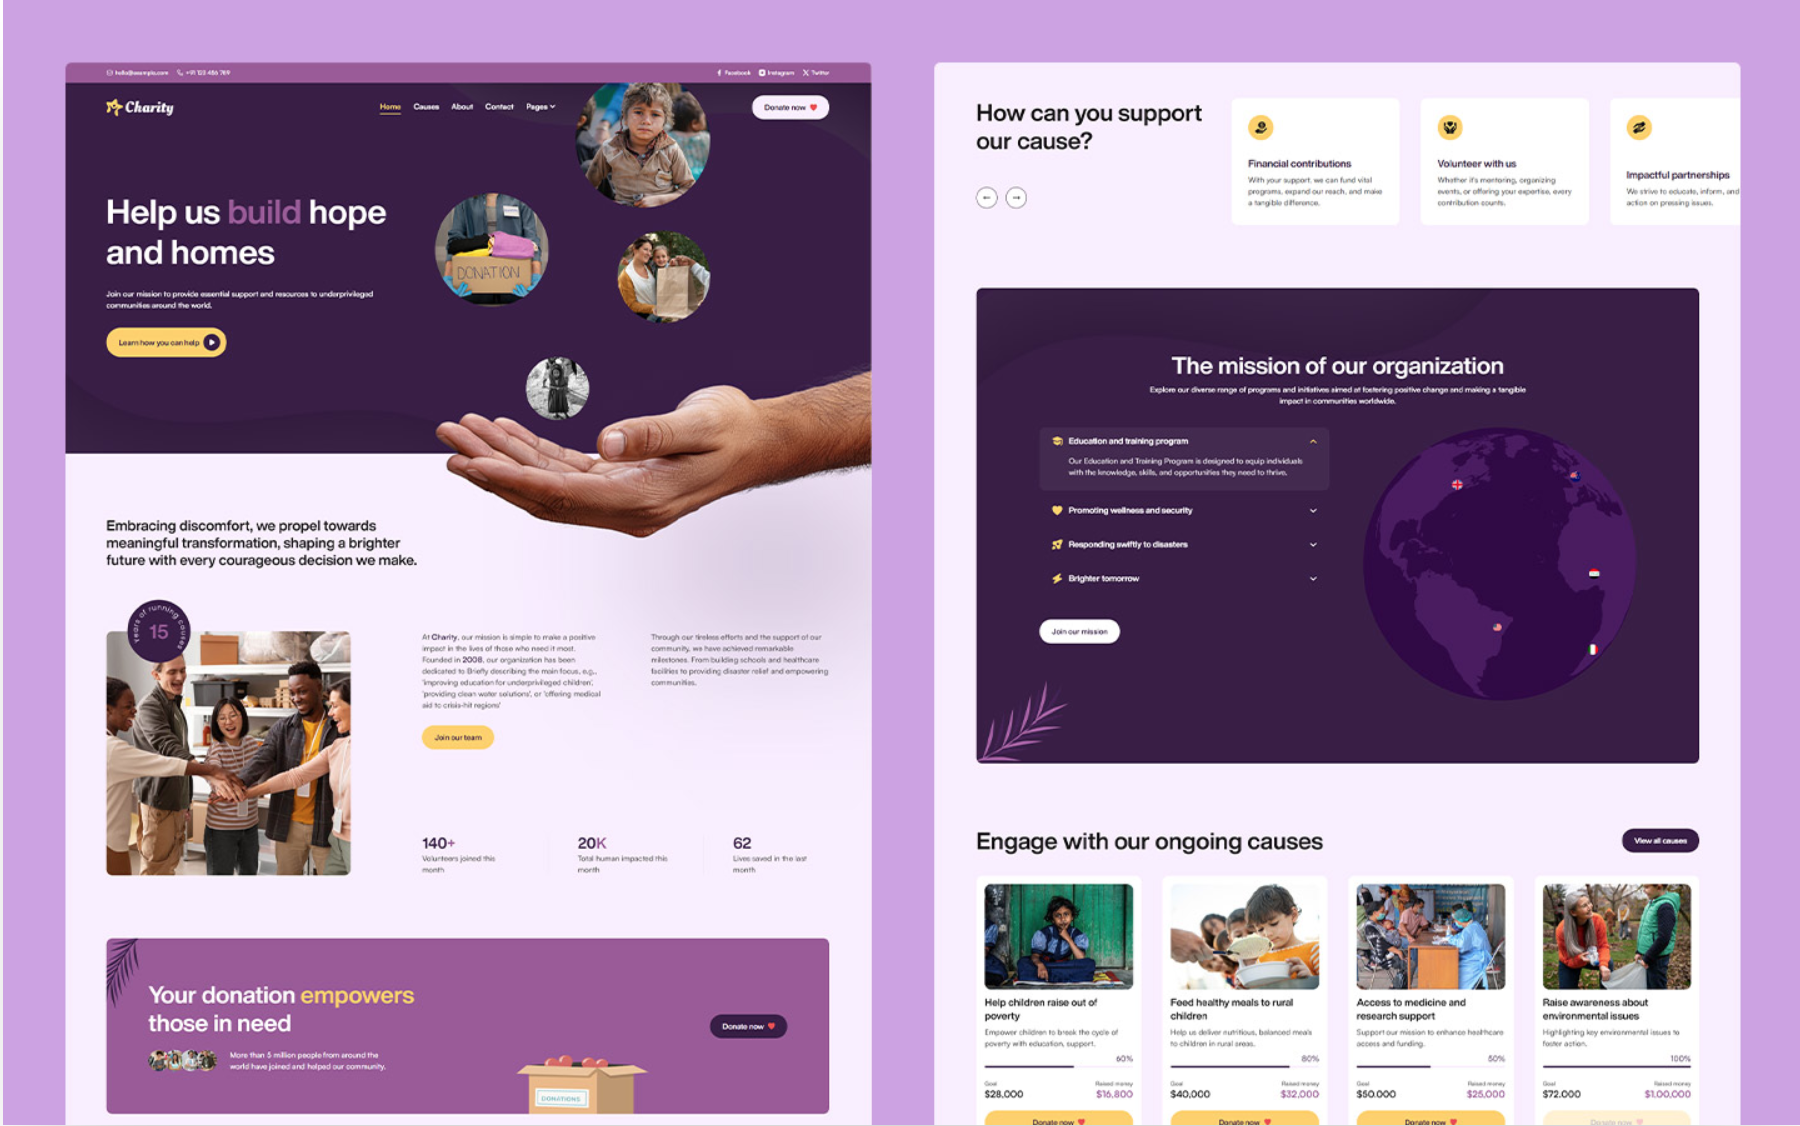 hello@example.com +91 123 456 789
Facebook Instagram Twitter
Charity
Home Causes About Contact Pages
Donate now
Help us build hope
and homes
Join our mission to provide essential support and resources to underprivileged
communities around the world.
Learn how you can help
DONATION
Embracing discomfort, we propel towards
meaningful transformation, shaping a brighter
future with every courageous decision we make.
years of running causes
15
At Charity, our mission is simple to make a positive
impact in the lives of those who need it most.
Founded in 2008, our organization has been
dedicated to Briefly describing the main focus, e.g.,
'improving education for underprivileged children',
'providing clean water solutions', or 'offering medical
aid to crisis-hit regions'
Through our tireless efforts and the support of our
community, we have achieved remarkable
milestones. From building schools and healthcare
facilities to providing disaster relief and empowering
communities.
Join our team
140+
Volunteers joined this
month
20K
Total human impacted this
month
62
Lives saved in the last
month
Your donation empowers
those in need
More than 5 million people from around the
world have joined and helped our community.
Donate now
DONATIONS
How can you support
our cause?
Financial contributions
With your support, we can fund vital
programs, expand our reach, and make
a tangible difference.
Volunteer with us
Whether it's mentoring, organizing
events, or offering your expertise, every
contribution counts.
Impactful partnerships
We strive to educate, inform, and
action on pressing issues.
The mission of our organization
Explore our diverse range of programs and initiatives aimed at fostering positive change and making a tangible
impact in communities worldwide.
Education and training program
Our Education and Training Program is designed to equip individuals
with the knowledge, skills, and opportunities they need to thrive.
Promoting wellness and security
Responding swiftly to disasters
Brighter tomorrow
Join our mission
Engage with our ongoing causes
View all causes
Help children raise out of
poverty
Empower children to break the cycle of
poverty with education, support.
60%
Goal Raised money
$28,000 $16,800
Donate now
Feed healthy meals to rural
children
Help us deliver nutritious, balanced meals
to children in rural areas.
80%
Goal Raised money
$40,000 $32,000
Donate now
Access to medicine and
research support
Support our mission to enhance healthcare
access and funding.
50%
Goal Raised money
$50.000 $25,000
Donate now
Raise awareness about
environmental issues
Highlighting key environmental issues to
foster action.
100%
Goal Raised money
$72.000 $1,00,000
Donate now